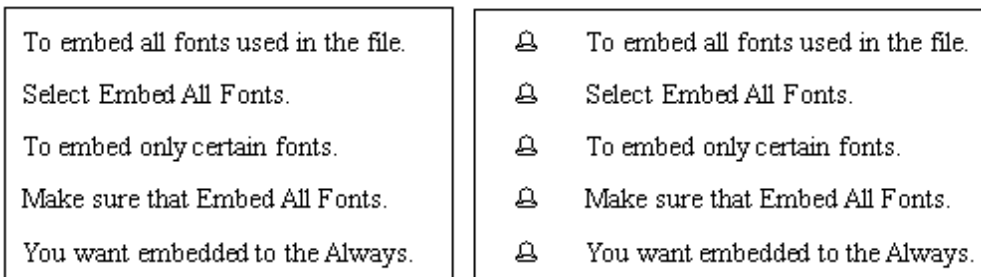 To embed all fonts used in the file.
Select Embed All Fonts.
To embed only certain fonts.
Make sure that Embed All Fonts.
You want embedded to the Always.
To embed all fonts used in the file.
Select Embed All Fonts.
To embed only certain fonts.
Make sure that Embed All Fonts.
You want embedded to the Always.